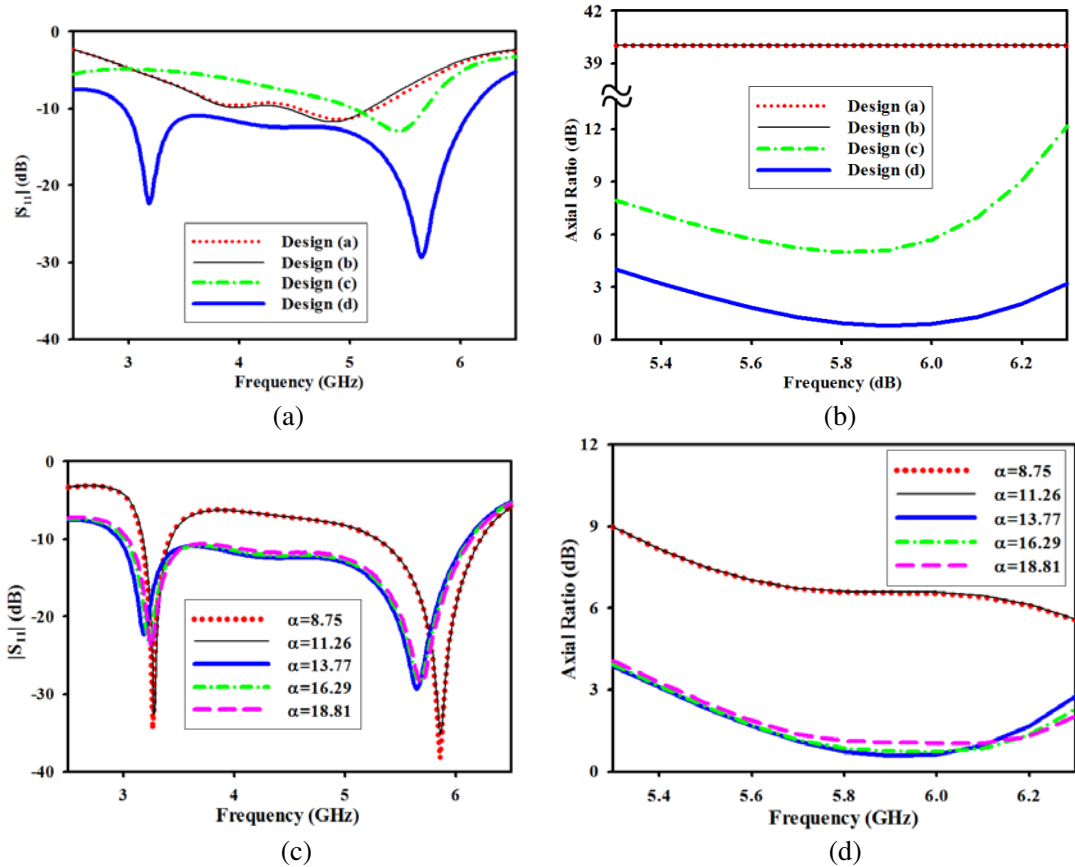 0
-10
-20
-30
-40
|S₁₁| (dB)
Design (a)
Design (b)
Design (c)
Design (d)
3 4 5 6
Frequency (GHz)
(a)
42
39
12
9
6
3
0
Axial Ratio (dB)
Design (a)
Design (b)
Design (c)
Design (d)
5.4 5.6 5.8 6.0 6.2
Frequency (dB)
(b)
0
-10
-20
-30
-40
|S₁₁| (dB)
α=8.75
α=11.26
α=13.77
α=16.29
α=18.81
3 4 5 6
Frequency (GHz)
(c)
12
9
6
3
0
Axial Ratio (dB)
α=8.75
α=11.26
α=13.77
α=16.29
α=18.81
5.4 5.6 5.8 6.0 6.2
Frequency (GHz)
(d)